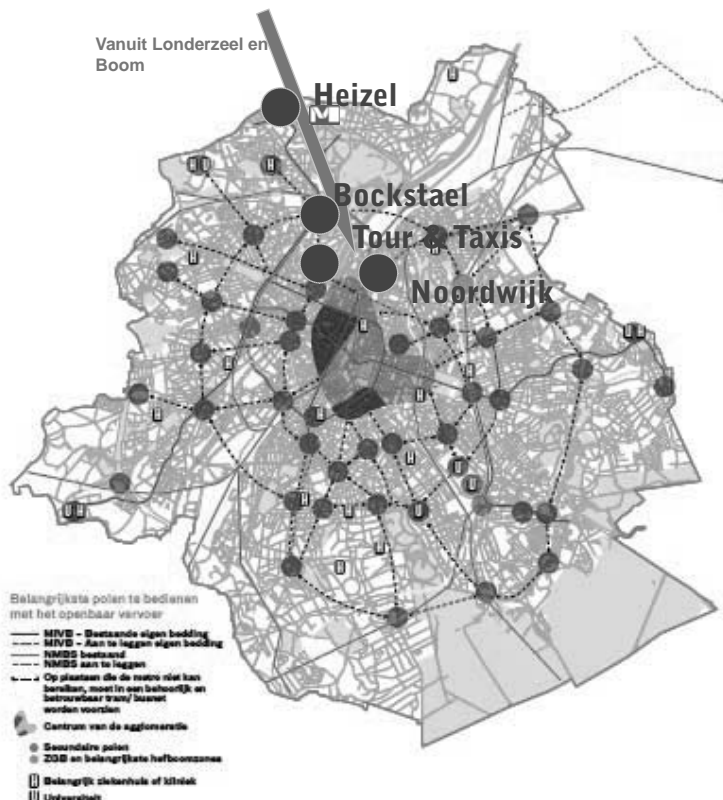 Vanuit Londerzeel en
Boom
Heizel
M
H
H U
H
Bockstael
Tour & Taxis
H
H
Noordwijk
H
H U
H
H
H
H
H
H
U
U
H U
H
H
U
H
H
Belangrijkste polen te bedienen
met het openbaar vervoer
MIVB - Bestaande eigen bedding
MIVB - Aan te leggen eigen bedding
NMBS bestaand
NMBS aan te leggen
Op plaatsen die de metro niet kan
bereiken, moet in een behoorlijk en
betrouwbaar tram/busnet
worden voorzien
Centrum van de agglomeratie
Secundaire polen
ZGB en belangrijkste hefboomzones
H Belangrijk ziekenhuis of kliniek
U Universiteit